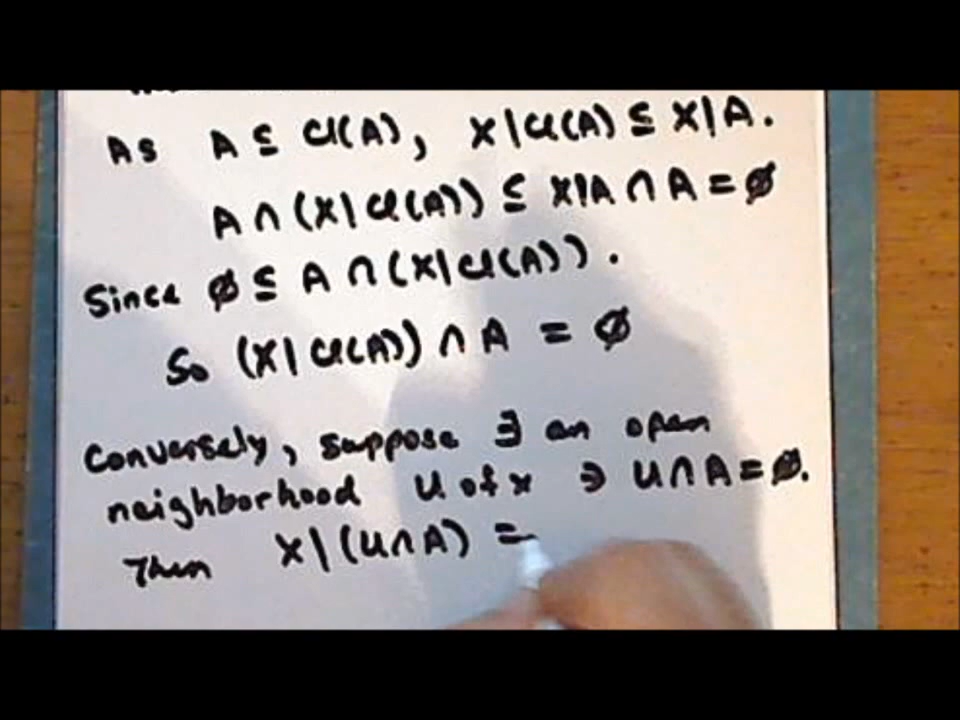 As A ⊆ Cl(A), X|Cl(A) ⊆ X|A.
A ∩ (X|Cl(A)) ⊆ X|A ∩ A = ∅
Since ∅ ⊆ A ∩ (X|Cl(A)).
So (X|Cl(A)) ∩ A = ∅
Conversely, suppose ∃ an open
neighborhood U of x ∋ U ∩ A = ∅.
Then X|(U ∩ A) =